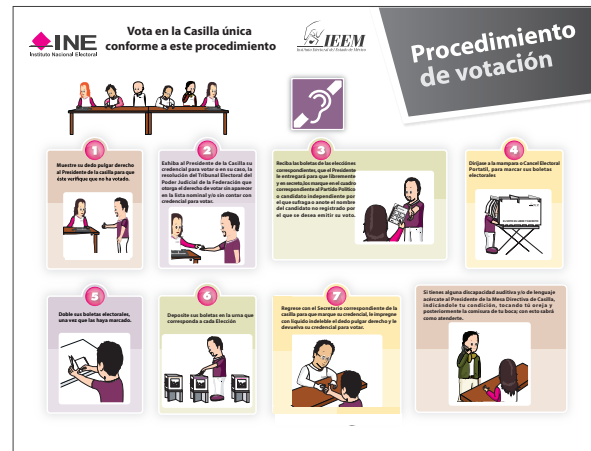 INE
Instituto Nacional Electoral
Vota en la Casilla única
conforme a este procedimiento
IEEM
Instituto Electoral del Estado de México
Procedimiento
de votación
1
Muestre su dedo pulgar derecho
al Presidente de la casilla para que
éste verifique que no ha votado.
2
Exhiba al Presidente de la Casilla su
credencial para votar o en su caso, la
resolución del Tribunal Electoral del
Poder Judicial de la Federación que
otorga el derecho de votar sin aparecer
en la lista nominal y/o sin contar con
credencial para votar.
3
Reciba las boletas de las elecciónes
correspondientes, que el Presidente
le entregará para que libremente
y en secreto, los marque en el cuadro
correspondiente al Partido Político
o candidato independiente por
el que sufraga o anote el nombre
del candidato no registrado por
el que se desea emitir su voto.
4
Diríjase a la mampara o Cancel Electoral
Portatil, para marcar sus boletas
electorales
5
Doble sus boletas electorales,
una vez que las haya marcado.
6
Deposite sus boletas en la urna que
corresponda a cada Elección
7
Regrese con el Secretario correspondiente de la
casilla para que marque su credencial, le impregne
con líquido indeleble el dedo pulgar derecho y le
devuelva su credencial para votar.
Si tienes alguna discapacidad auditiva y/o de lenguaje
acércate al Presidente de la Mesa Directiva de Casilla,
indicándole tu condición, tocando tú oreja y
posteriormente la comisura de tu boca; con esto sabrá
como atenderte.